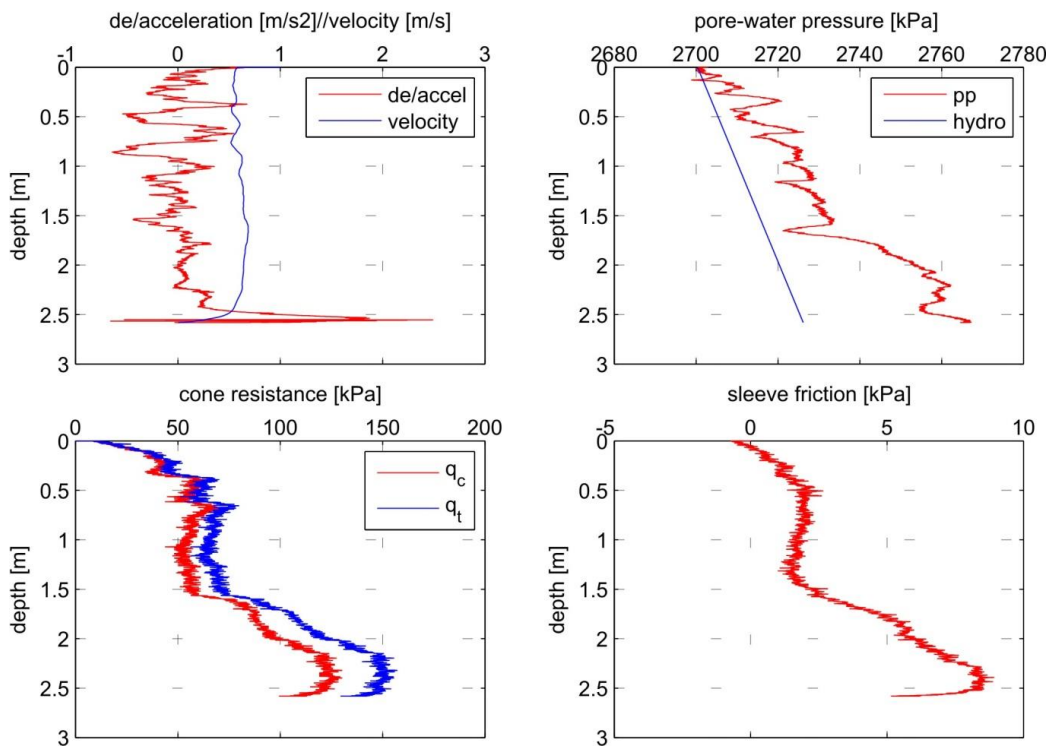 de/acceleration [m/s2]//velocity [m/s]
-1 0 1 2 3
0
0.5
1
1.5
2
2.5
3
depth [m]
de/accel
velocity
pore-water pressure [kPa]
2680 2700 2720 2740 2760 2780
0
0.5
1
1.5
2
2.5
3
depth [m]
pp
hydro
cone resistance [kPa]
0 50 100 150 200
0
0.5
1
1.5
2
2.5
3
depth [m]
q_c
q_t
sleeve friction [kPa]
-5 0 5 10
0
0.5
1
1.5
2
2.5
3
depth [m]